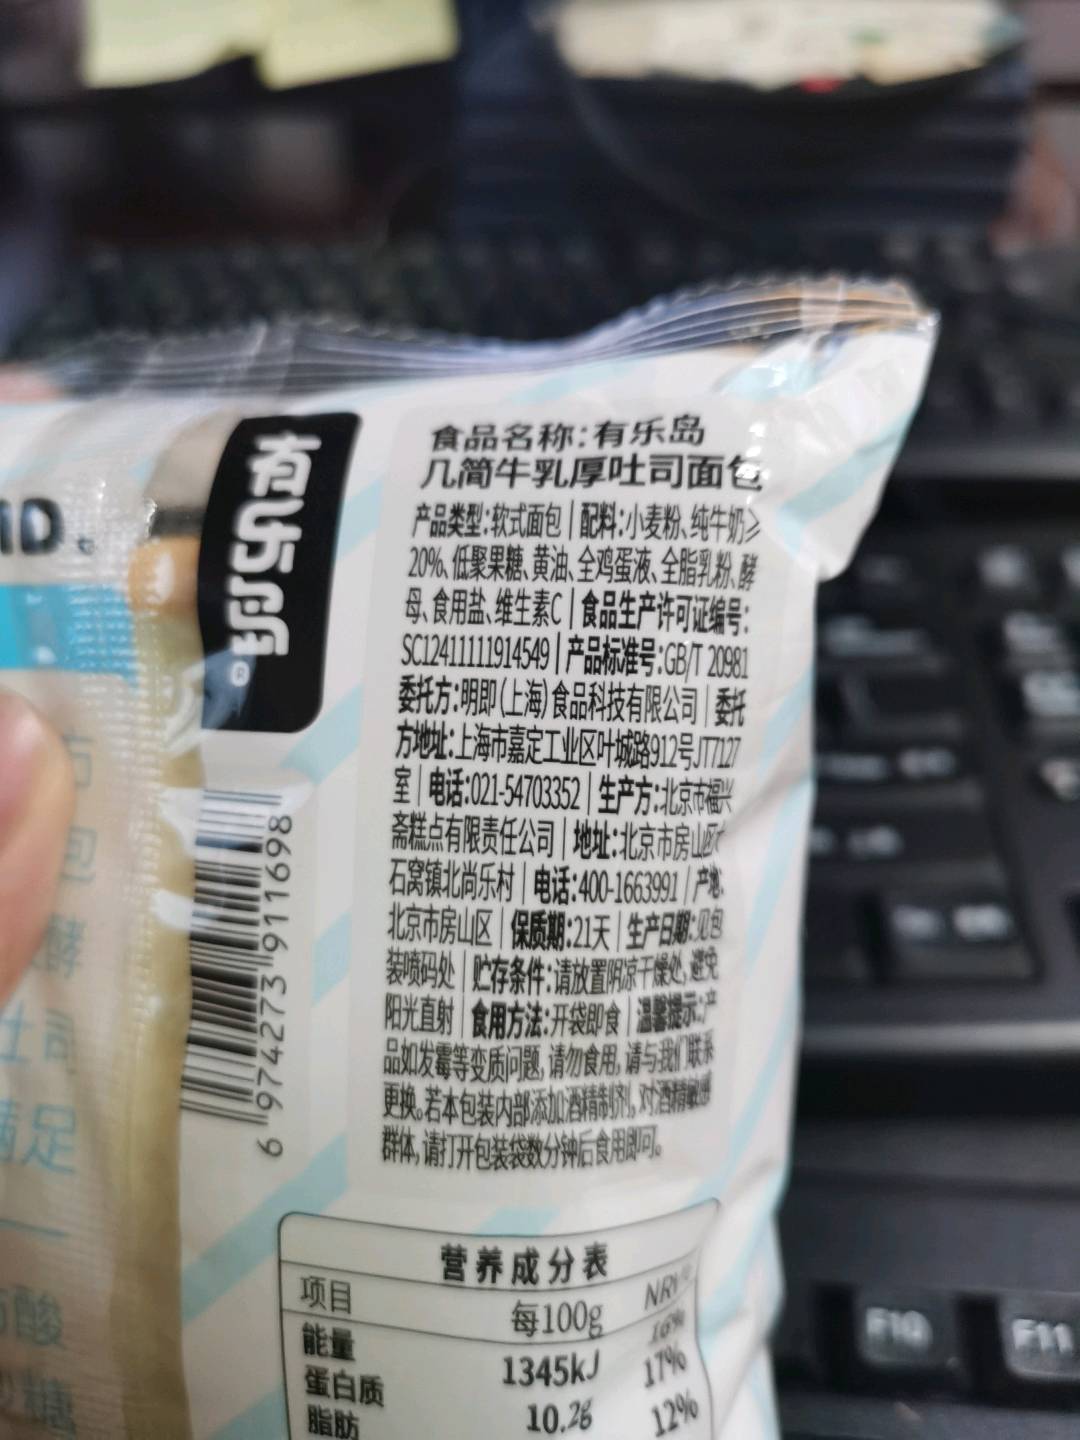 有乐岛
®
6 974273 911698
食品名称:有乐岛
几简牛乳厚吐司面包
产品类型:软式面包|配料:小麦粉、纯牛奶≥
20%、低聚果糖、黄油、全鸡蛋液、全脂乳粉、酵
母、食用盐、维生素C|食品生产许可证编号:
SC12411111914549|产品标准号:GB/T 20981
委托方:明即(上海)食品科技有限公司|委托
方地址:上海市嘉定工业区叶城路912号JT7127
室|电话:021-54703352|生产方:北京市福兴
斋糕点有限责任公司|地址:北京市房山区大
石窝镇北尚乐村|电话:400-1663991|产地:
北京市房山区|保质期:21天|生产日期:见包
装喷码处|贮存条件:请放置阴凉干燥处,避免
阳光直射|食用方法:开袋即食|温馨提示:产
品如发霉等变质问题,请勿食用,请与我们联系
更换。若本包装内部添加酒精制剂,对酒精敏感
群体,请打开包装袋数分钟后食用即可。
营养成分表
项目 每100g NRV%
能量 1345kJ 16%
蛋白质 10.2g 17%
脂肪 12%
酵
吐司
满足
酸
糖
F10
F11